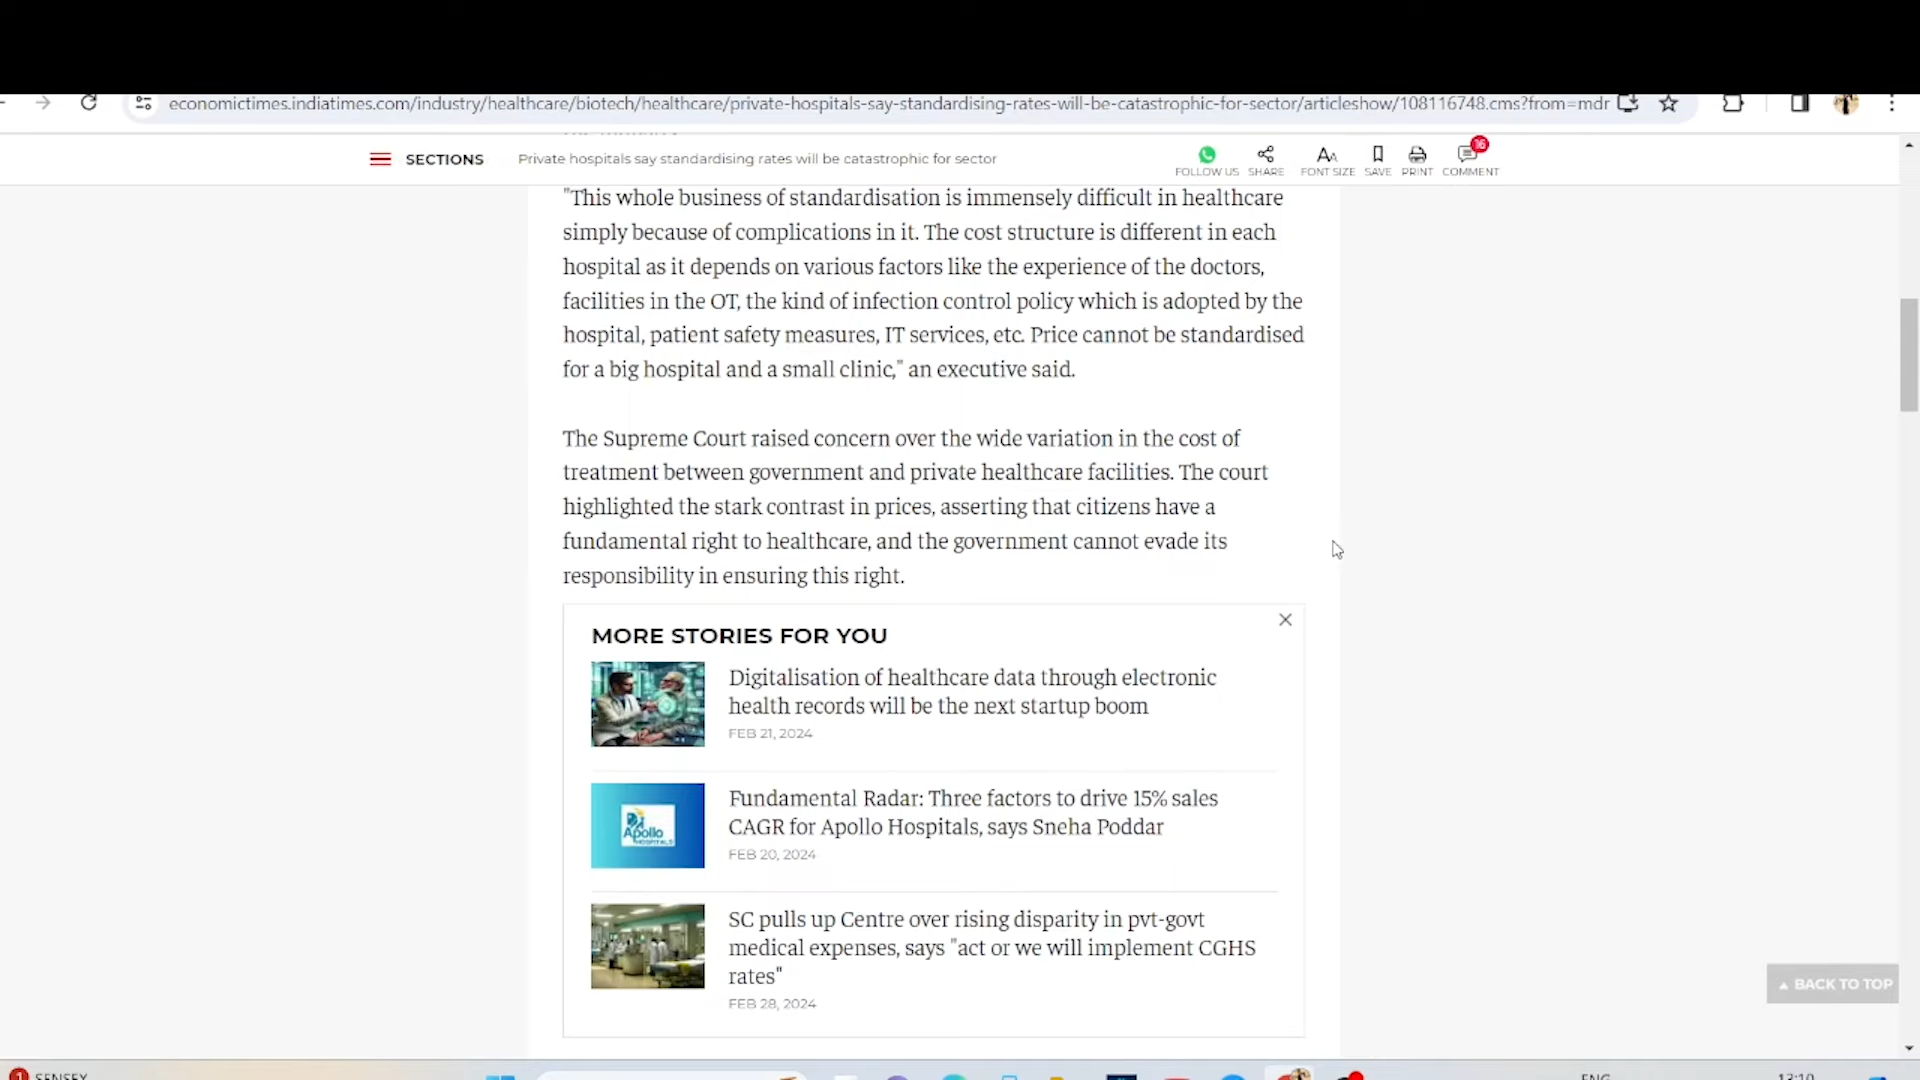 economictimes.indiatimes.com/industry/healthcare/biotech/healthcare/private-hospitals-say-standardising-rates-will-be-catastrophic-for-sector/articleshow/108116748.cms?from=mdr
SECTIONS
Private hospitals say standardising rates will be catastrophic for sector
16
FOLLOW US
SHARE
FONT SIZE
SAVE
PRINT
COMMENT
"This whole business of standardisation is immensely difficult in healthcare
simply because of complications in it. The cost structure is different in each
hospital as it depends on various factors like the experience of the doctors,
facilities in the OT, the kind of infection control policy which is adopted by the
hospital, patient safety measures, IT services, etc. Price cannot be standardised
for a big hospital and a small clinic," an executive said.
The Supreme Court raised concern over the wide variation in the cost of
treatment between government and private healthcare facilities. The court
highlighted the stark contrast in prices, asserting that citizens have a
fundamental right to healthcare, and the government cannot evade its
responsibility in ensuring this right.
MORE STORIES FOR YOU
Digitalisation of healthcare data through electronic
health records will be the next startup boom
FEB 21, 2024
Apollo
HOSPITALS
Fundamental Radar: Three factors to drive 15% sales
CAGR for Apollo Hospitals, says Sneha Poddar
FEB 20, 2024
SC pulls up Centre over rising disparity in pvt-govt
medical expenses, says "act or we will implement CGHS
rates"
FEB 28, 2024
BACK TO TOP
1
SENSEX
ENG
13:10